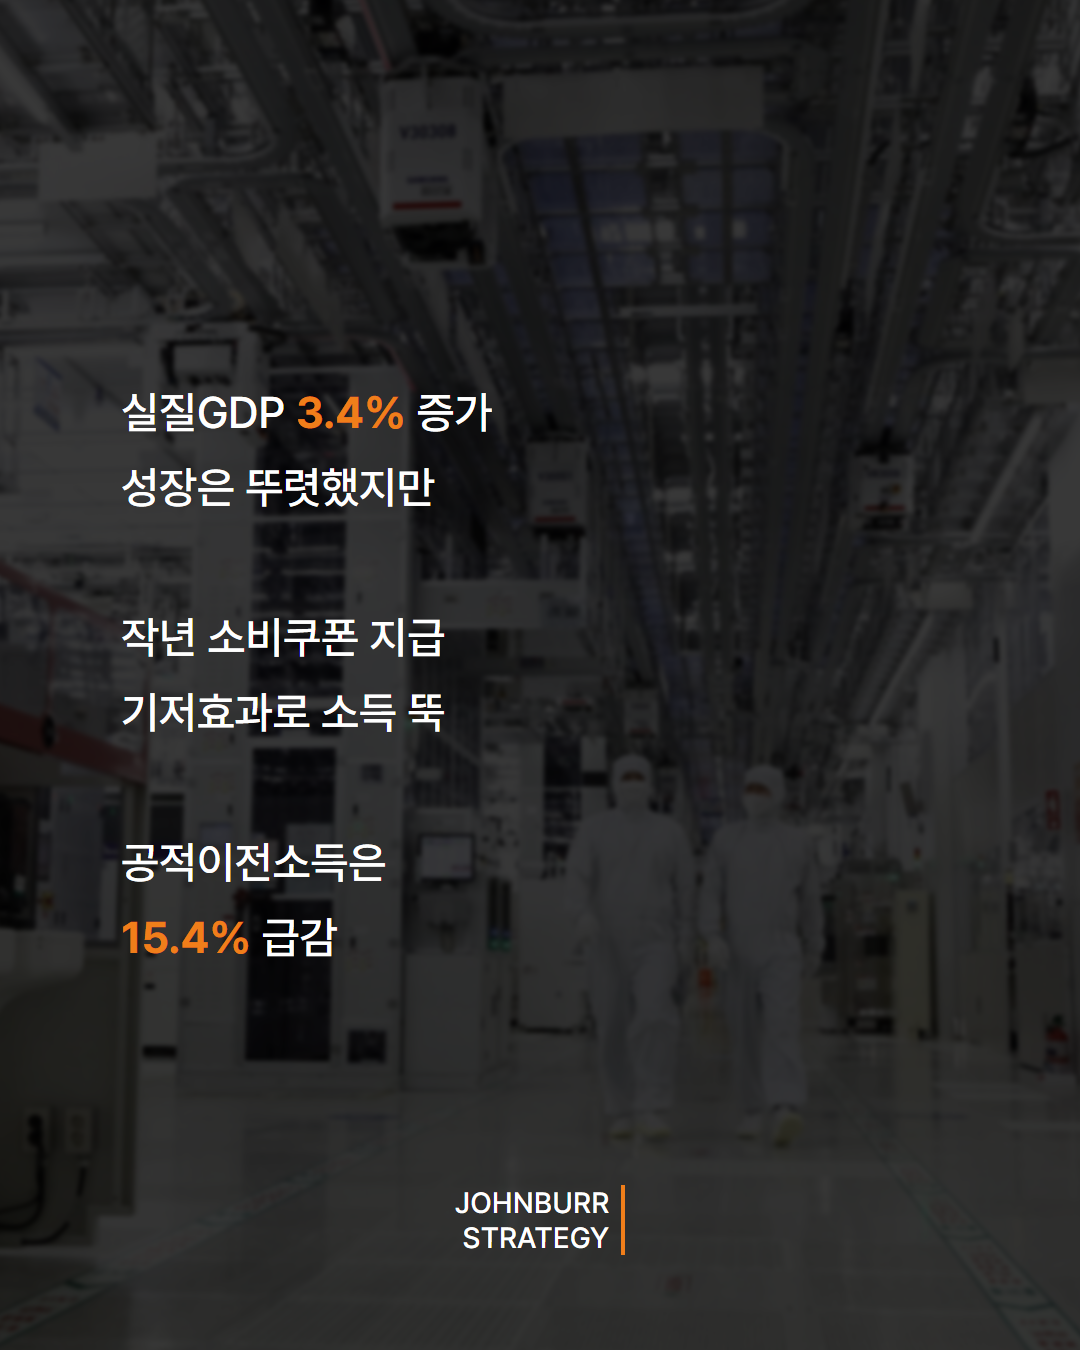 실질GDP 3.4% 증가
성장은 뚜렷했지만
작년 소비쿠폰 지급
기저효과로 소득 뚝
공적이전소득은
15.4% 급감
JOHNBURR
STRATEGY